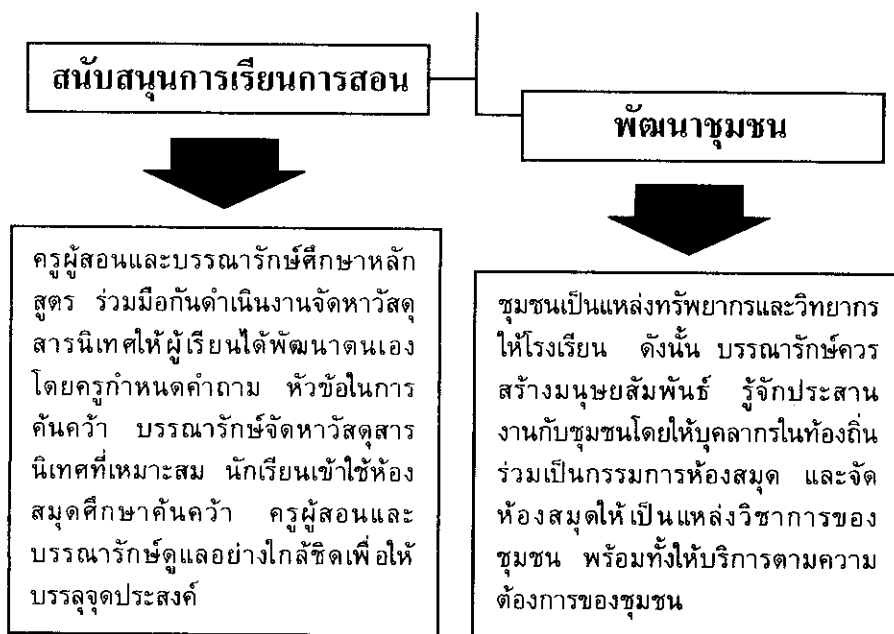 สนับสนุนการเรียนการสอน
พัฒนาชุมชน
ครูผู้สอนและบรรณารักษ์ศึกษาหลัก
สูตร ร่วมมือกันดำเนินงานจัดหาวัสดุ
สารนิเทศให้ผู้เรียนได้พัฒนาตนเอง
โดยครูกำหนดคำถาม หัวข้อในการ
ค้นคว้า บรรณารักษ์จัดหาวัสดุสาร
นิเทศที่เหมาะสม นักเรียนเข้าใช้ห้อง
สมุดศึกษาค้นคว้า ครูผู้สอนและ
บรรณารักษ์ดูแลอย่างใกล้ชิดเพื่อให้
บรรลุจุดประสงค์
ชุมชนเป็นแหล่งทรัพยากรและวิทยากร
ให้โรงเรียน ดังนั้น บรรณารักษ์ควร
สร้างมนุษยสัมพันธ์ รู้จักประสาน
งานกับชุมชนโดยให้บุคลากรในท้องถิ่น
ร่วมเป็นกรรมการห้องสมุด และจัด
ห้องสมุดให้เป็นแหล่งวิชาการของ
ชุมชน พร้อมทั้งให้บริการตามความ
ต้องการของชุมชน